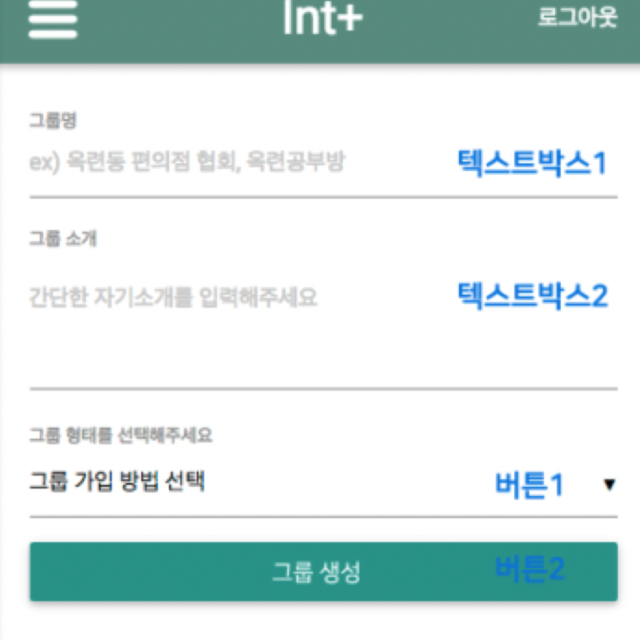 Int+
로그아웃
그룹명
ex) 옥련동 편의점 협회, 옥련공부방
텍스트박스1
그룹 소개
간단한 자기소개를 입력해주세요
텍스트박스2
그룹 형태를 선택해주세요
그룹 가입 방법 선택
버튼1
▼
그룹 생성
버튼2